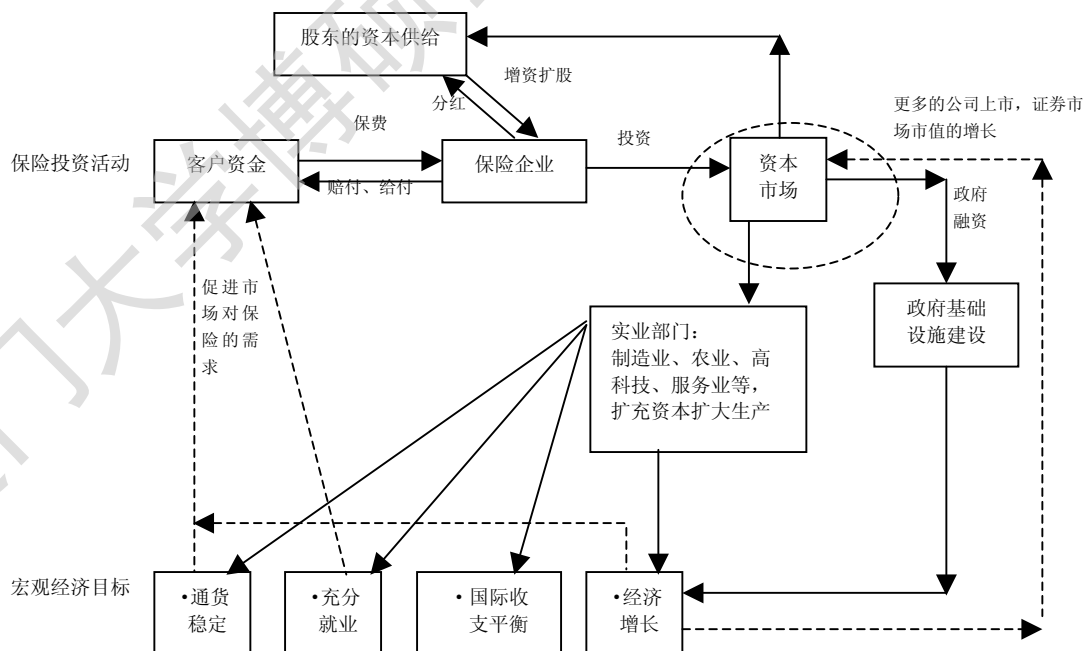 股东的资本供给
增资扩股
分红
更多的公司上市，证券市
场市值的增长
保费
投资
保险投资活动
客户资金
保险企业
资本
市场
赔付、给付
政府
融资
促进市
场对保
险的需
求
政府基础
设施建设
实业部门：
制造业、农业、高
科技、服务业等，
扩充资本扩大生产
宏观经济目标
•通货
稳定
•充分
就业
•国际收
支平衡
•经济
增长
门大学博硕